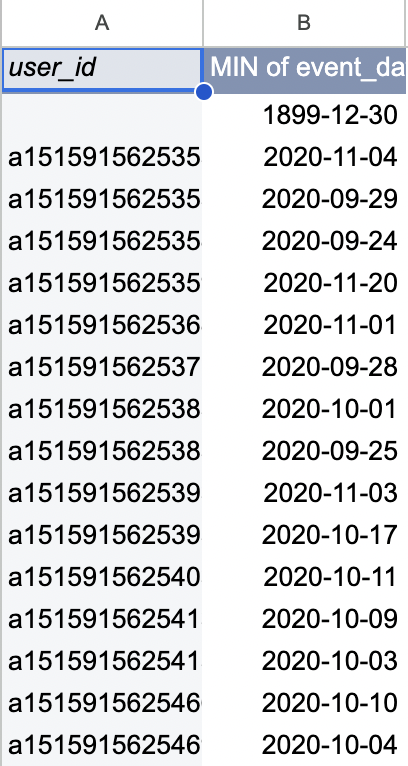 A B
user_id MIN of event_da
1899-12-30
a151591562535 2020-11-04
a151591562535 2020-09-29
a151591562535 2020-09-24
a151591562535 2020-11-20
a151591562536 2020-11-01
a151591562537 2020-09-28
a151591562538 2020-10-01
a151591562538 2020-09-25
a151591562539 2020-11-03
a151591562539 2020-10-17
a151591562540 2020-10-11
a151591562541 2020-10-09
a151591562541 2020-10-03
a151591562546 2020-10-10
a151591562546 2020-10-04